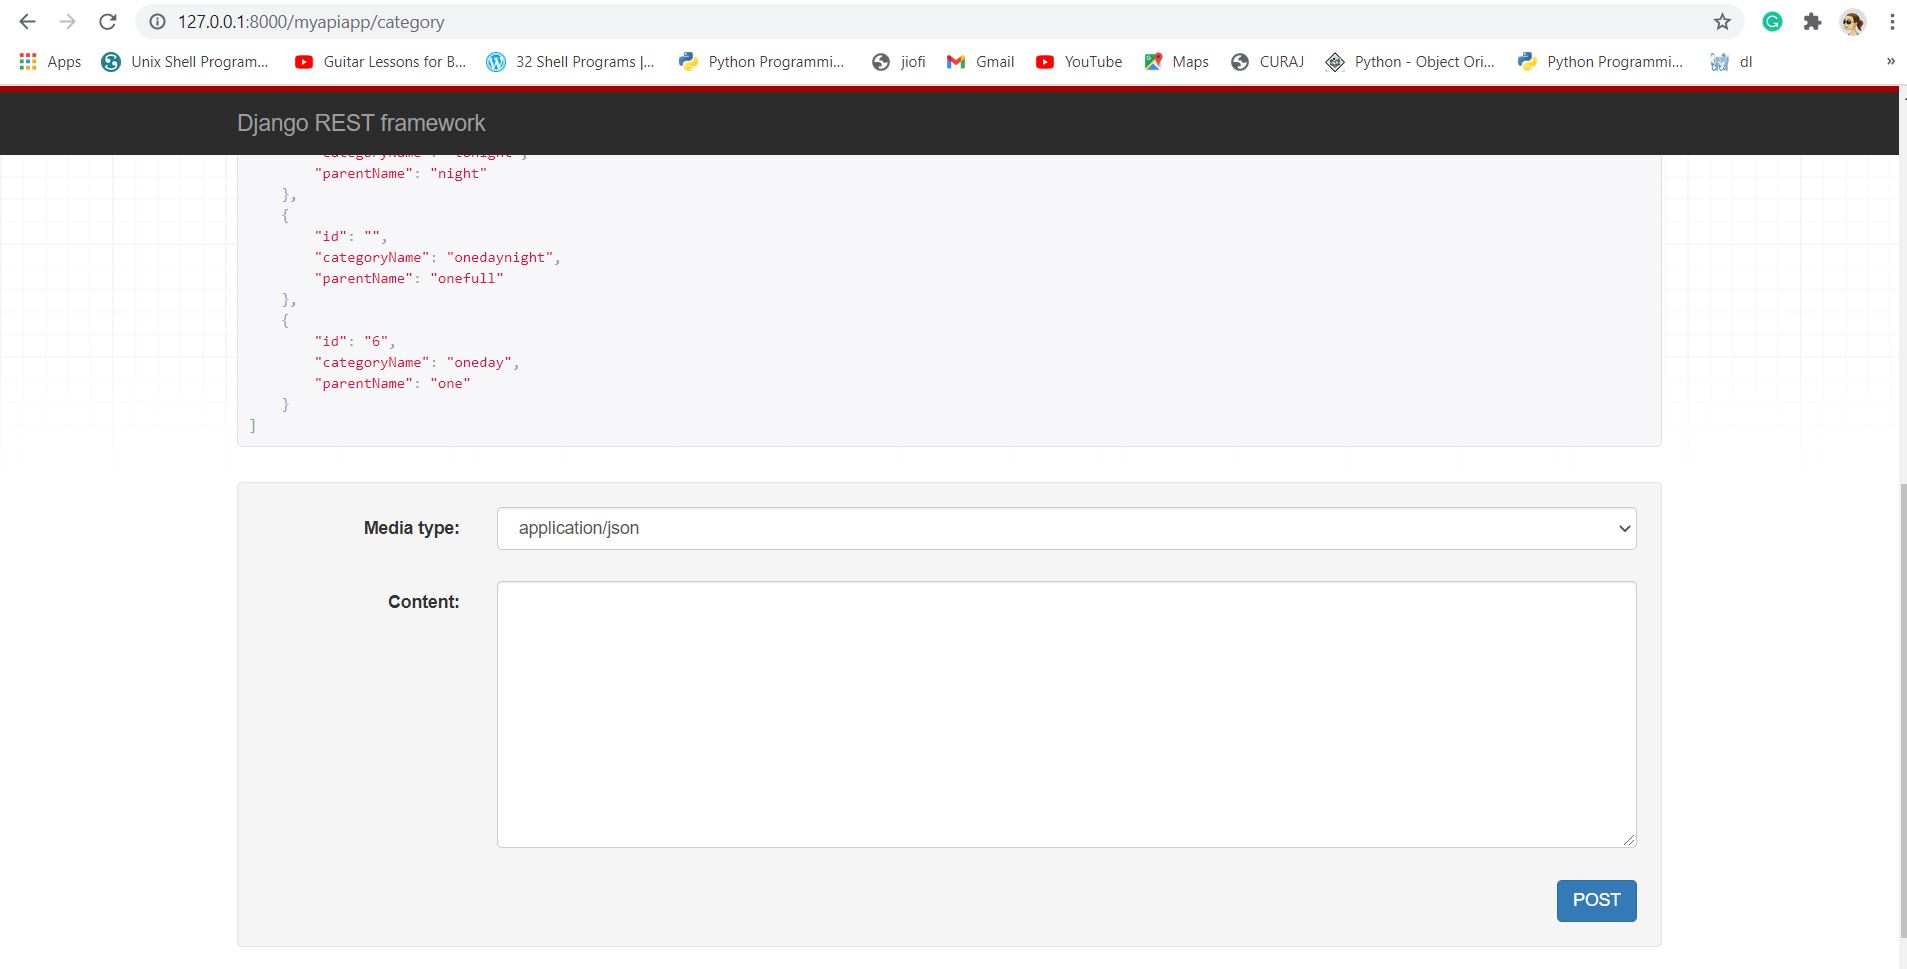 127.0.0.1:8000/myapiapp/category
Apps Unix Shell Program... Guitar Lessons for B... 32 Shell Programs |... Python Programmi... jiofi Gmail YouTube Maps CURAJ Python - Object Ori... Python Programmi... dl »
Django REST framework
"categoryName": "tonight",
"parentName": "night"
},
{
"id": "",
"categoryName": "onedaynight",
"parentName": "onefull"
},
{
"id": "6",
"categoryName": "oneday",
"parentName": "one"
}
]
Media type: application/json
Content:
POST